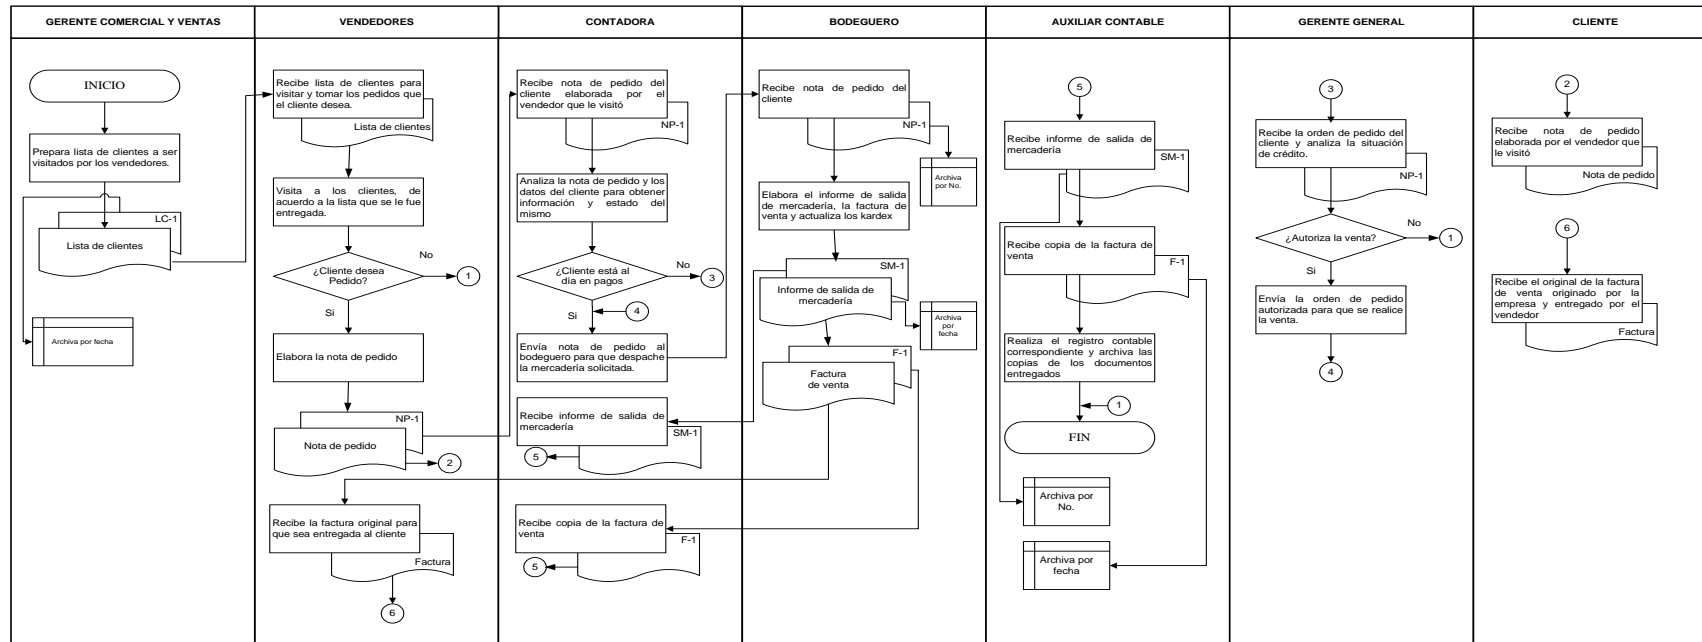 GERENTE COMERCIAL Y VENTAS
VENDEDORES
CONTADORA
BODEGUERO
AUXILIAR CONTABLE
GERENTE GENERAL
CLIENTE
INICIO
Prepara lista de clientes a ser
visitados por los vendedores.
LC-1
Lista de clientes
Archiva por fecha
Recibe lista de clientes para
visitar y tomar los pedidos que
el cliente desea.
Lista de clientes
Visita a los clientes, de
acuerdo a la lista que se le fue
entregada.
¿Cliente desea
Pedido?
No
1
Si
Elabora la nota de pedido
NP-1
Nota de pedido
2
Recibe la factura original para
que sea entregada al cliente
Factura
6
Recibe nota de pedido del
cliente elaborada por el
vendedor que le visitó
NP-1
Analiza la nota de pedido y los
datos del cliente para obtener
información y estado del
mismo
¿Cliente está al
día en pagos
No
3
4
Si
Envía nota de pedido al
bodeguero para que despache
la mercadería solicitada.
Recibe informe de salida de
mercadería
SM-1
5
Recibe copia de la factura de
venta
F-1
5
Recibe nota de pedido del
cliente
NP-1
Archiva
por No.
Elabora el informe de salida
de mercadería, la factura de
venta y actualiza los kardex
SM-1
Informe de salida de
mercadería
Archiva
por
fecha
F-1
Factura
de venta
5
Recibe informe de salida de
mercadería
SM-1
Recibe copia de la factura de
venta
F-1
Realiza el registro contable
correspondiente y archiva las
copias de los documentos
entregados
1
FIN
Archiva por
No.
Archiva por
fecha
3
Recibe la orden de pedido del
cliente y analiza la situación
de crédito.
NP-1
¿Autoriza la venta?
No
1
Si
Envía la orden de pedido
autorizada para que se realice
la venta.
4
2
Recibe nota de pedido
elaborada por el vendedor que
le visitó
Nota de pedido
6
Recibe el original de la factura
de venta originado por la
empresa y entregado por el
vendedor
Factura